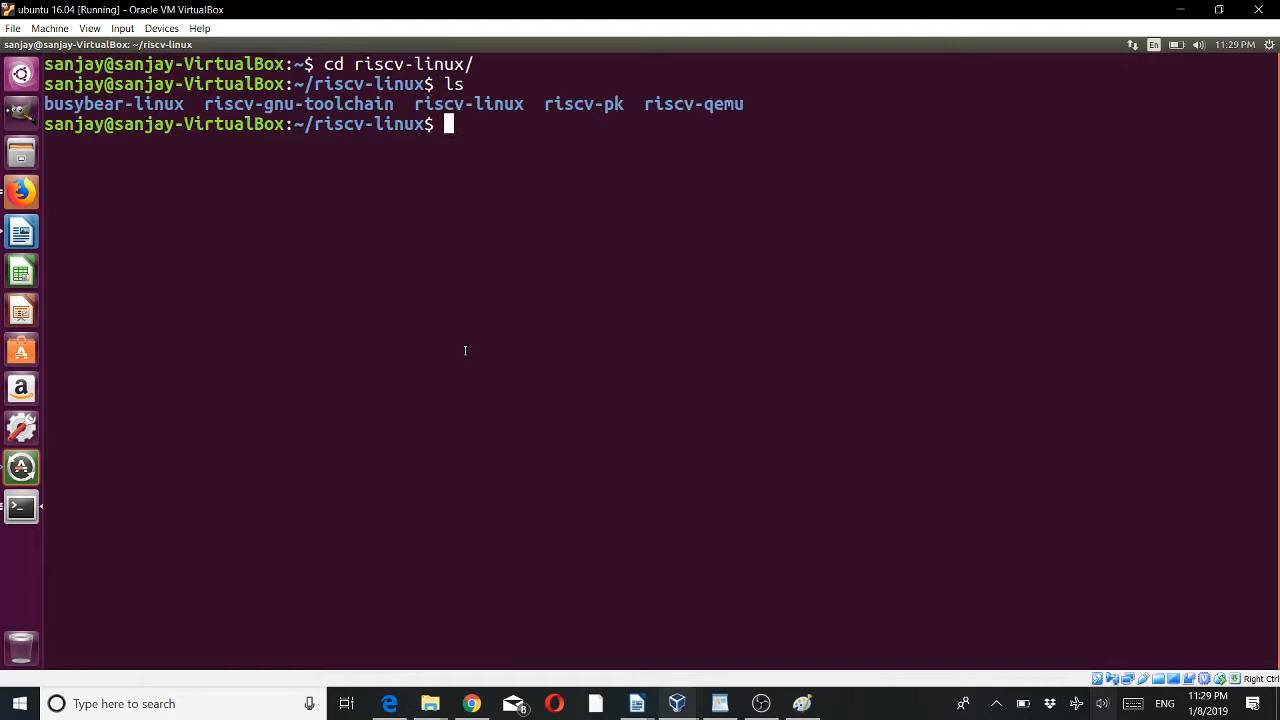 ubuntu 16.04 [Running] - Oracle VM VirtualBox
File Machine View Input Devices Help
sanjay@sanjay-VirtualBox: ~/riscv-linux En 11:29 PM
sanjay@sanjay-VirtualBox:~$ cd riscv-linux/
sanjay@sanjay-VirtualBox:~/riscv-linux$ ls
busybear-linux riscv-gnu-toolchain riscv-linux riscv-pk riscv-qemu
sanjay@sanjay-VirtualBox:~/riscv-linux$
Right Ctrl
Type here to search 8 ENG 11:29 PM
1/8/2019